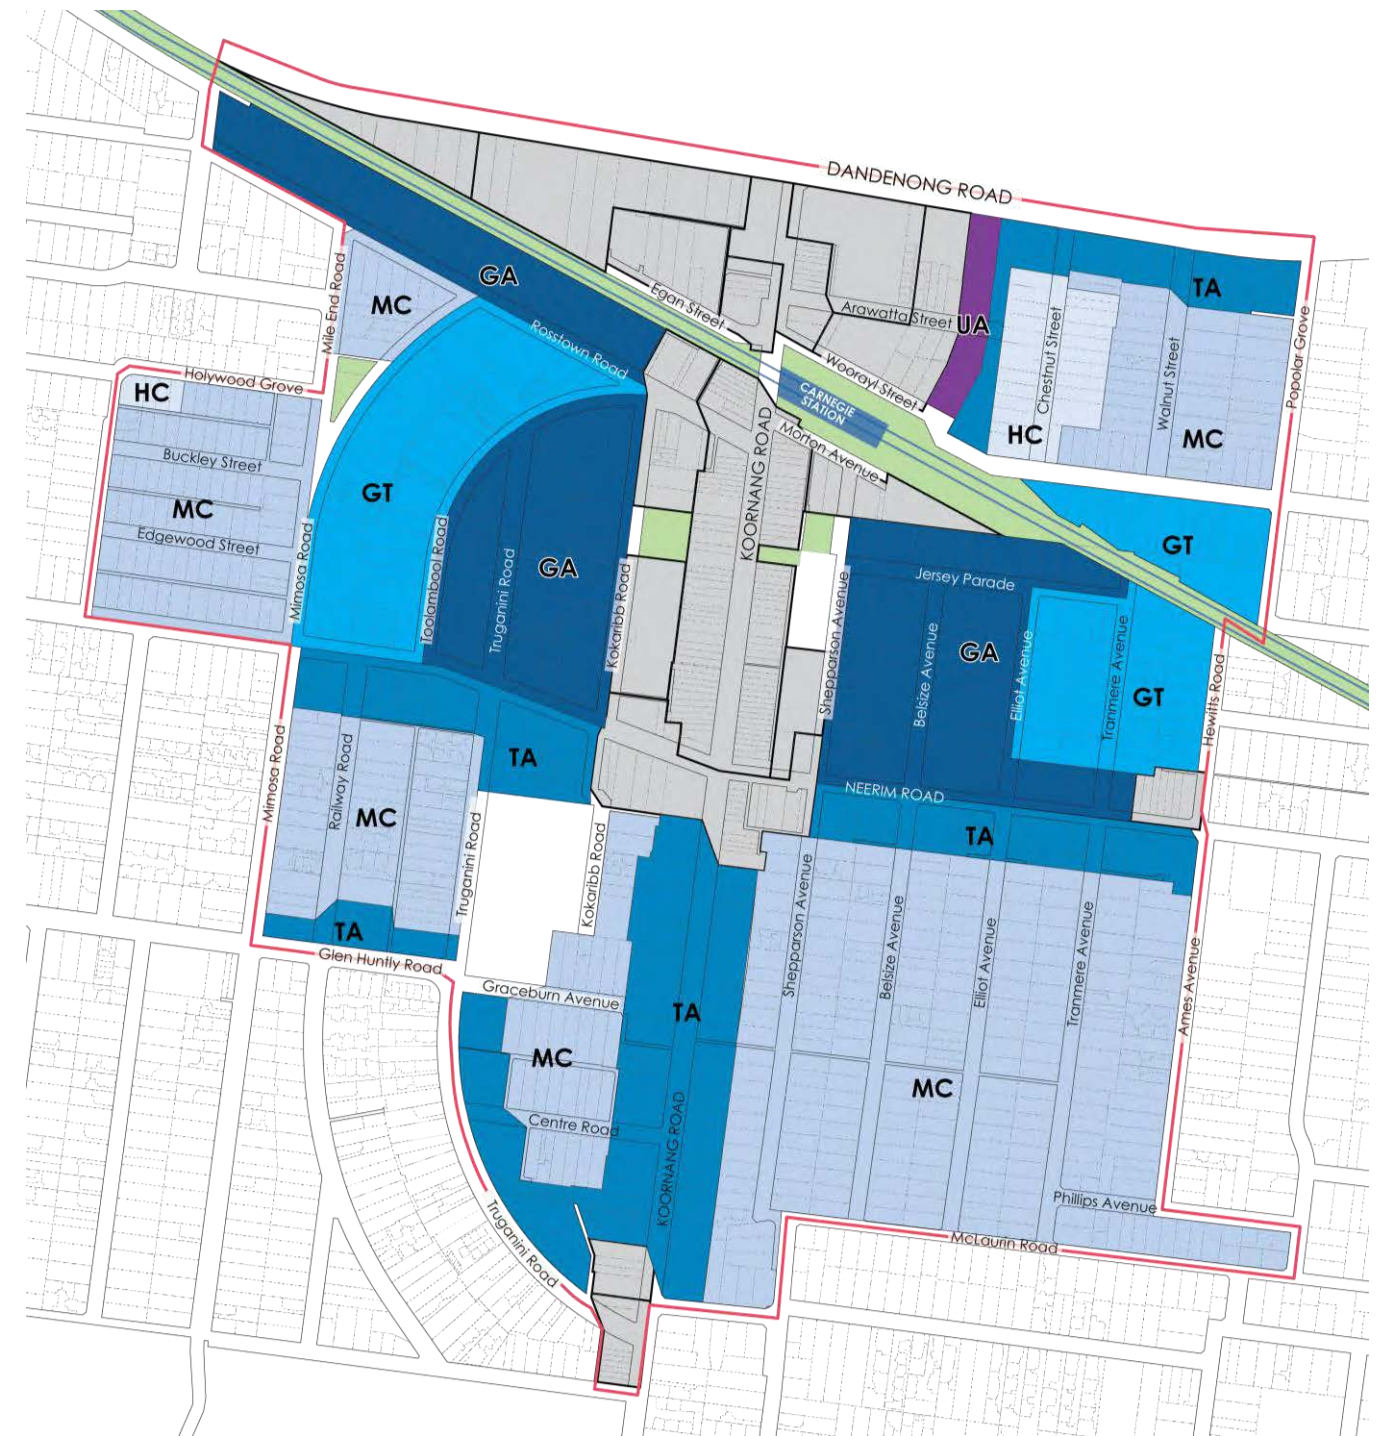 DANDENONG ROAD
GA
MC
Mile End Road
Rosstown Road
Egan Street
Arawatta Street
UA
TA
Woorayl Street
CARNEGIE
STATION
Morton Avenue
KOORNANG ROAD
Chestnut Street
Walnut Street
Popolar Grove
HC
MC
Holywood Grove
HC
Buckley Street
MC
Edgewood Street
GT
Mimosa Road
Toolambool Road
Truganini Road
GA
Kokaribb Road
GT
Jersey Parade
Shepparson Avenue
Belsize Avenue
GA
Elliot Avenue
Tranmere Avenue
GT
Hewitts Road
Mimosa Road
Railway Road
MC
TA
Truganini Road
Kokaribb Road
NEERIM ROAD
TA
TA
Glen Huntly Road
Graceburn Avenue
TA
Shepparson Avenue
Belsize Avenue
Elliot Avenue
Tranmere Avenue
Ames Avenue
MC
MC
Centre Road
KOORNANG ROAD
Truganini Road
Phillips Avenue
McLaurin Road